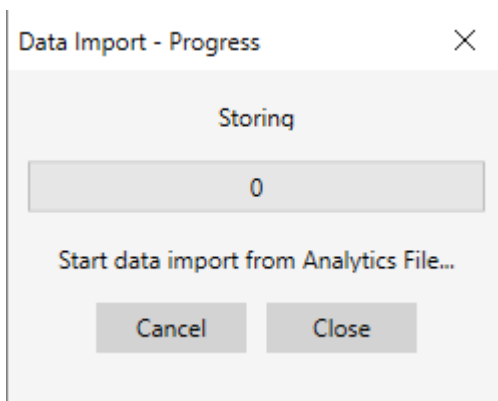 Data Import - Progress
Storing
0
Start data import from Analytics File...
Cancel Close